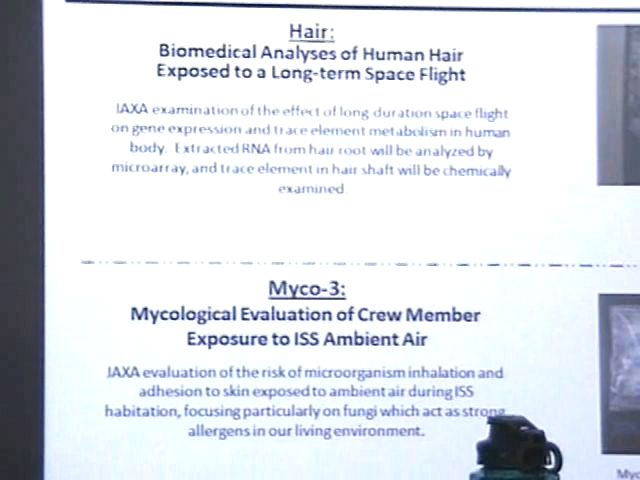 Hair:
Biomedical Analyses of Human Hair
Exposed to a Long-term Space Flight
JAXA examination of the effect of long duration space flight
on gene expression and trace element metabolism in human
body. Extracted RNA from hair root will be analyzed by
microarray, and trace element in hair shaft will be chemically
examined.
Myco-3:
Mycological Evaluation of Crew Member
Exposure to ISS Ambient Air
JAXA evaluation of the risk of microorganism inhalation and
adhesion to skin exposed to ambient air during ISS
habitation, focusing particularly on fungi which act as strong
allergens in our living environment.